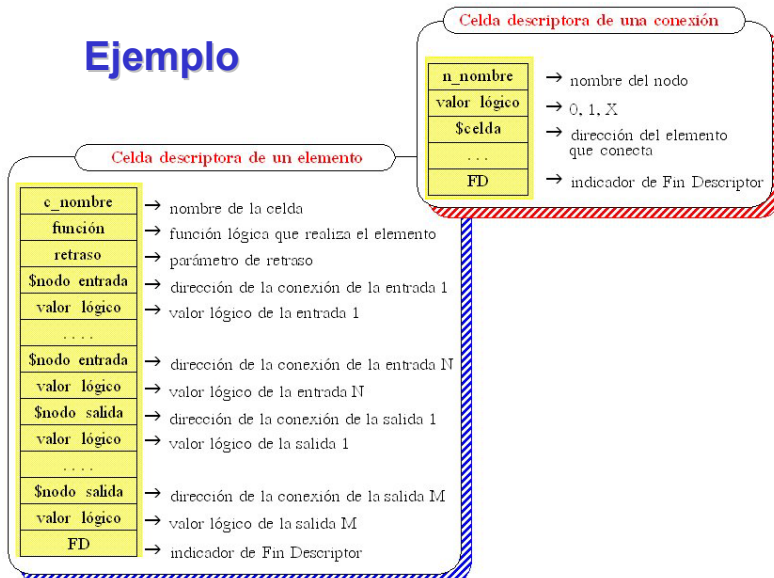 Ejemplo
Celda descriptora de una conexión
n_nombre → nombre del nodo
valor lógico → 0, 1, X
$celda → dirección del elemento
que conecta
. . .
FD → indicador de Fin Descriptor
Celda descriptora de un elemento
c_nombre → nombre de la celda
función → función lógica que realiza el elemento
retraso → parámetro de retraso
$nodo entrada → dirección de la conexión de la entrada 1
valor lógico → valor lógico de la entrada 1
. . . .
$nodo entrada → dirección de la conexión de la entrada N
valor lógico → valor lógico de la entrada N
$nodo salida → dirección de la conexión de la salida 1
valor lógico → valor lógico de la salida 1
. . . .
$nodo salida → dirección de la conexión de la salida M
valor lógico → valor lógico de la salida M
FD → indicador de Fin Descriptor